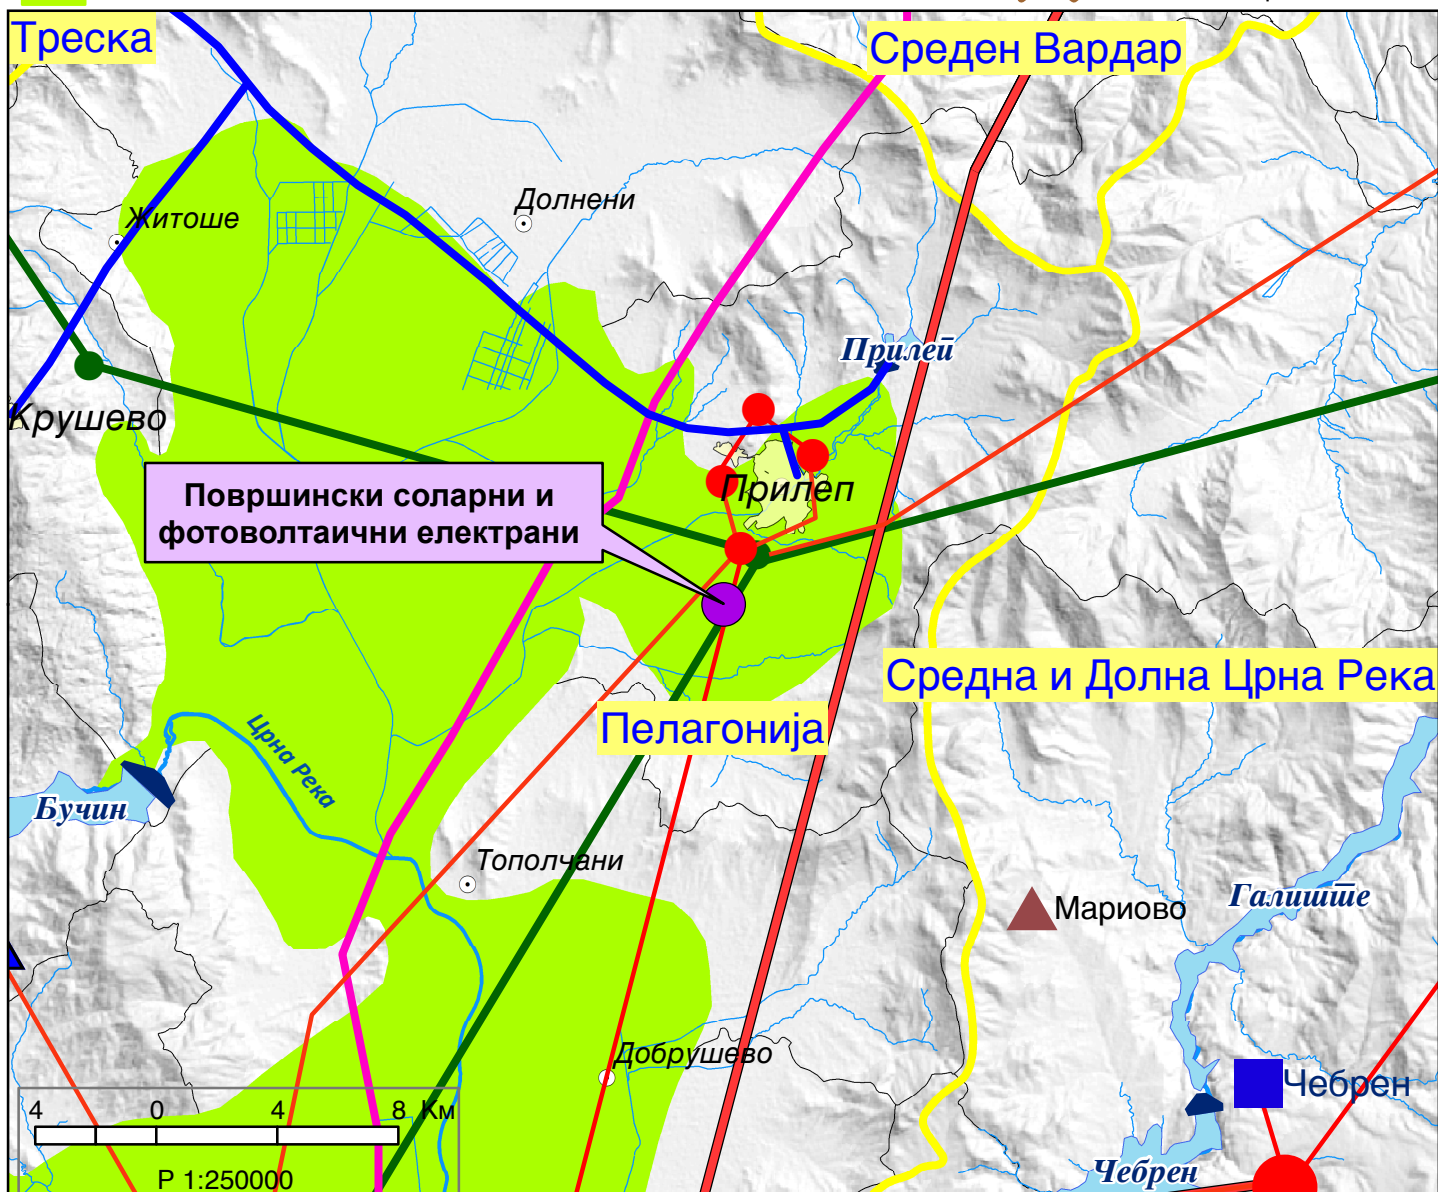 Треска
Среден Вардар
Долнени
Житоше
Прилеп
Крушево
Прилеп
Површински соларни и
фотоволтаични електрани
Средна и Долна Црна Река
Пелагонија
Црна Река
Бучин
Тополчани
Галиште
Мариово
Добрушево
Чебрен
4 0 4 8 Км
Чебрен
Р 1:250000